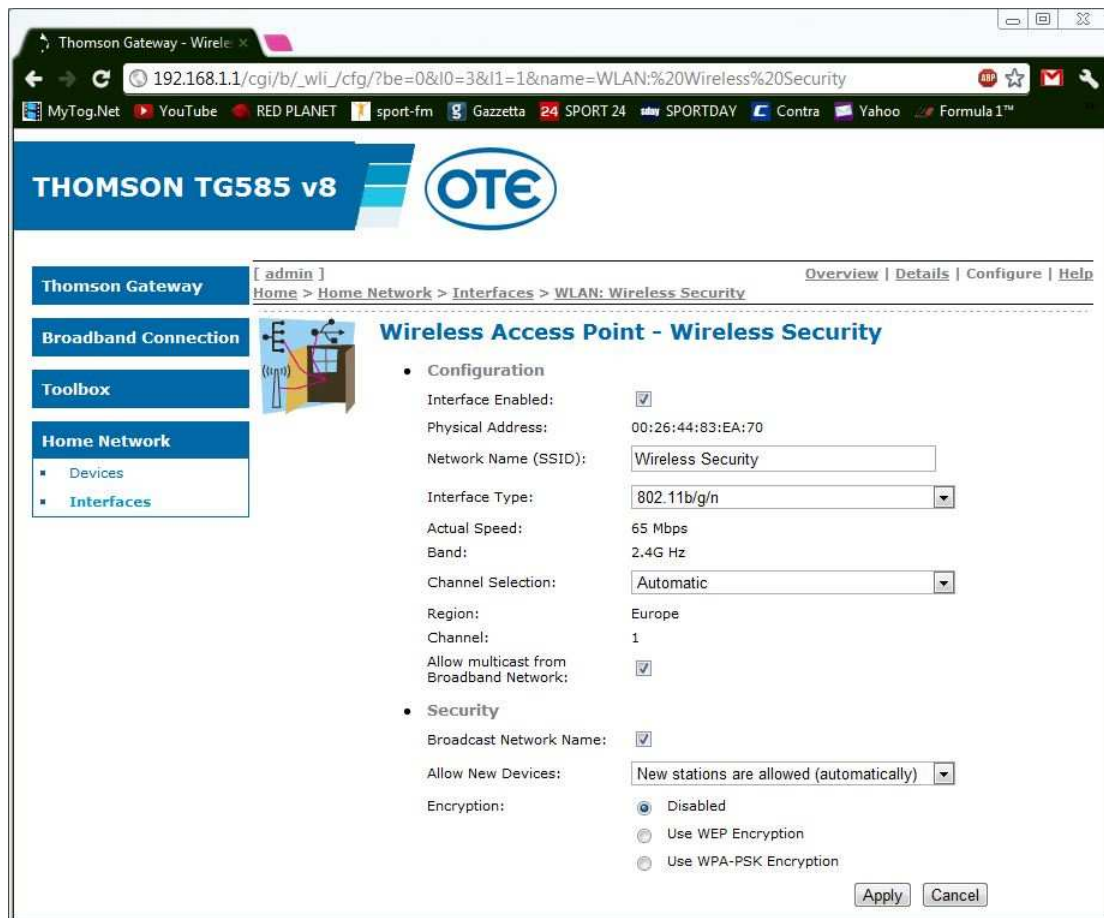 Thomson Gateway - Wirele
192.168.1.1/cgi/b/_wli_/cfg/?be=0&l0=3&l1=1&name=WLAN:%20Wireless%20Security
ABP
MyTog.Net YouTube RED PLANET sport-fm g Gazzetta 24 SPORT 24 sday SPORTDAY C Contra Yahoo Formula 1™
THOMSON TG585 v8
OTE
[ admin ]
Overview | Details | Configure | Help
Home > Home Network > Interfaces > WLAN: Wireless Security
Thomson Gateway
Broadband Connection
Toolbox
Home Network
Devices
Interfaces
Wireless Access Point - Wireless Security
Configuration
Interface Enabled:
Physical Address: 00:26:44:83:EA:70
Network Name (SSID): Wireless Security
Interface Type: 802.11b/g/n
Actual Speed: 65 Mbps
Band: 2.4G Hz
Channel Selection: Automatic
Region: Europe
Channel: 1
Allow multicast from
Broadband Network:
Security
Broadcast Network Name:
Allow New Devices: New stations are allowed (automatically)
Encryption: Disabled
Use WEP Encryption
Use WPA-PSK Encryption
Apply Cancel